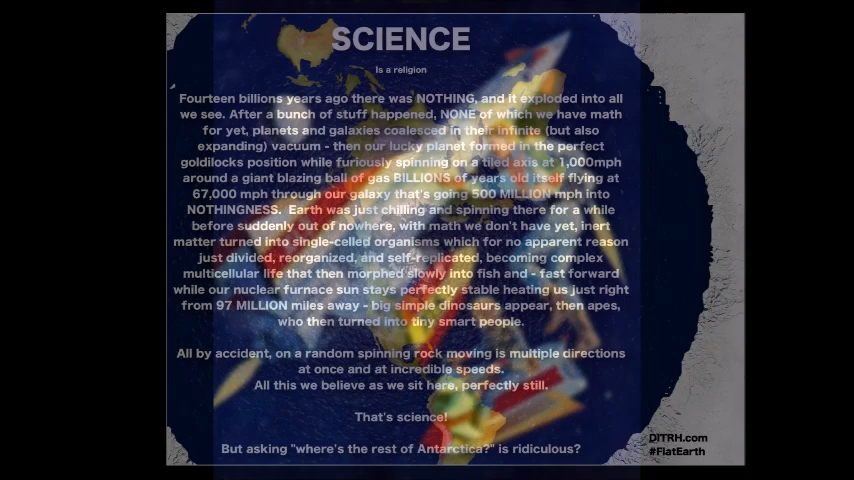 SCIENCE
Is a religion
Fourteen billions years ago there was NOTHING, and it exploded into all
we see. After a bunch of stuff happened, NONE of which we have math
for yet, planets and galaxies coalesced in their infinite (but also
expanding) vacuum - then our lucky planet formed in the perfect
goldilocks position while furiously spinning on a tiled axis at 1,000mph
around a giant blazing ball of gas BILLIONS of years old itself flying at
67,000 mph through our galaxy that's going 500 MILLION mph into
NOTHINGNESS. Earth was just chilling and spinning there for a while
before suddenly out of nowhere, with math we don't have yet, inert
matter turned into single-celled organisms which for no apparent reason
just divided, reorganized, and self-replicated, becoming complex
multicellular life that then morphed slowly into fish and - fast forward
while our nuclear furnace sun stays perfectly stable heating us just right
from 97 MILLION miles away - big simple dinosaurs appear, then apes,
who then turned into tiny smart people.
All by accident, on a random spinning rock moving is multiple directions
at once and at incredible speeds.
All this we believe as we sit here, perfectly still.
That's science!
But asking "where's the rest of Antarctica?" is ridiculous?
DITRH.com
#FlatEarth